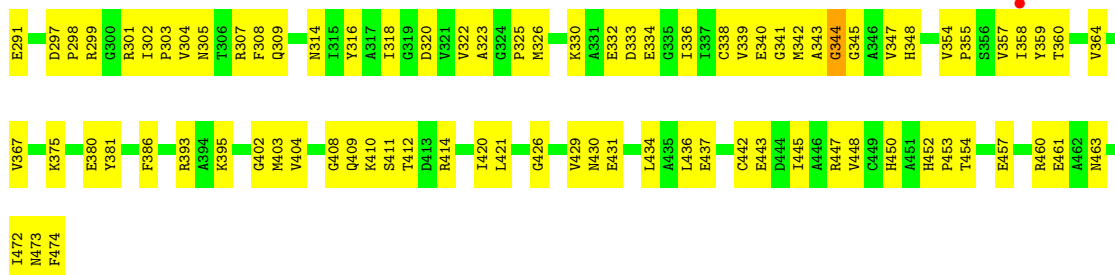 E291 D297 P298 R299 G300 R301 I302 P303 V304 N305 T306 R307 F308 Q309 N314 I315 Y316 A317 I318 G319 D320 V321 V322 A323 G324 P325 M326 K330 A331 E332 D333 E334 G335 I336 I337 C338 V339 E340 G341 M342 A343 G344 G345 A346 V347 H348 V354 P355 S356 V357 I358 Y359 T360 V364
V367 K375 E380 Y381 F386 R393 A394 K395 G402 M403 V404 G408 Q409 K410 S411 T412 D413 R414 I420 L421 G426 V429 N430 E431 L434 A435 L436 E437 C442 E443 D444 I445 A446 R447 V448 C449 H450 A451 H452 P453 T454 E457 R460 E461 A462 N463
I472 N473 F474